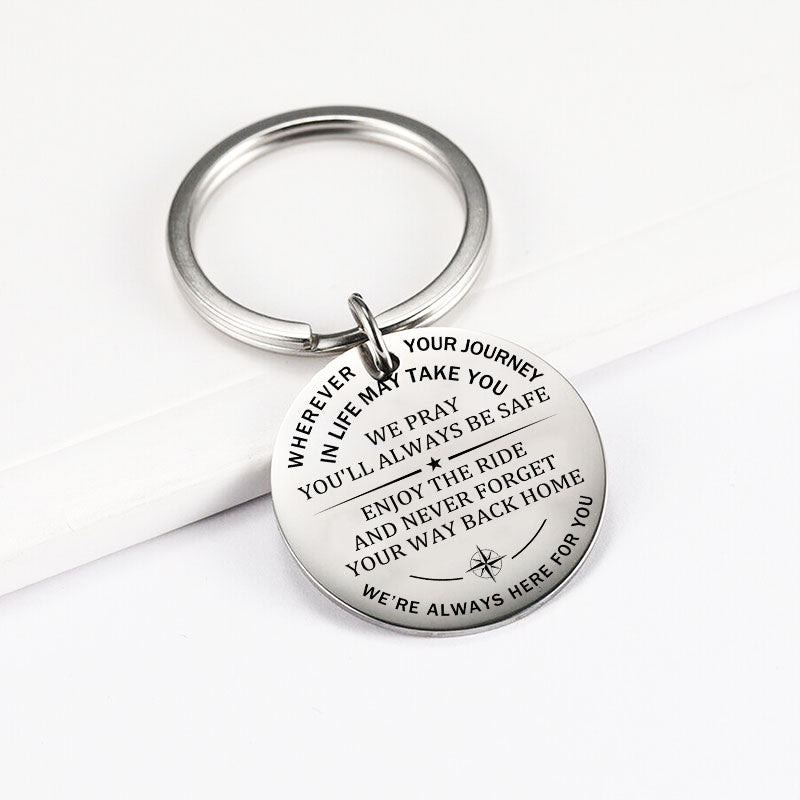 WHEREVER YOUR JOURNEY
IN LIFE MAY TAKE YOU
WE PRAY
YOU'LL ALWAYS BE SAFE
ENJOY THE RIDE
AND NEVER FORGET
YOUR WAY BACK HOME
WE'RE ALWAYS HERE FOR YOU